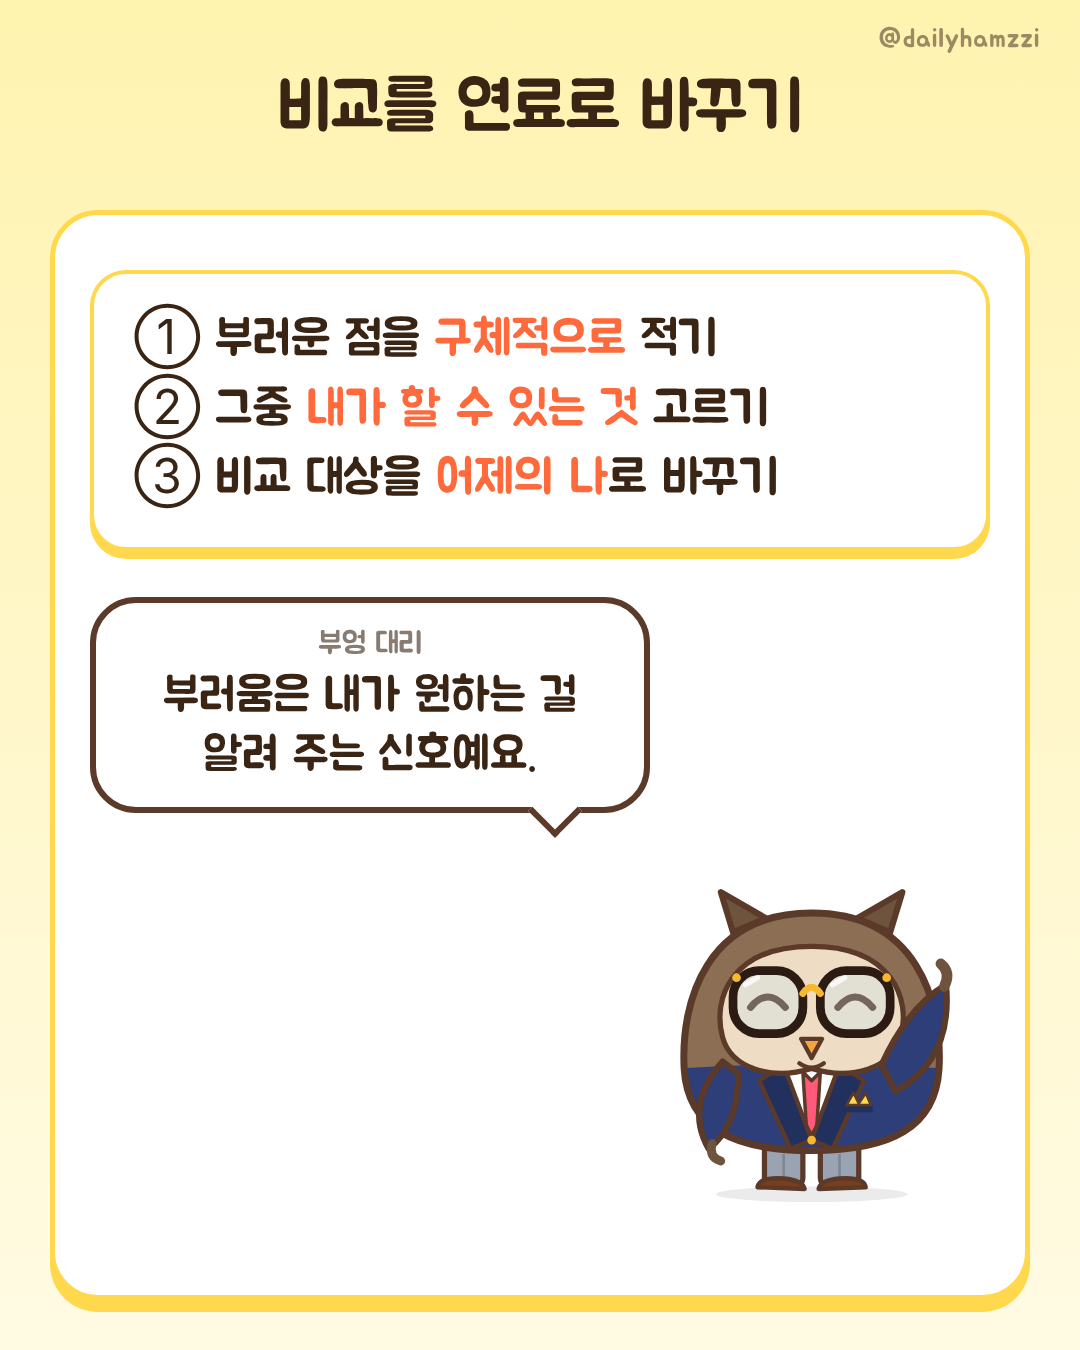 @dailyhamzzi
비교를 연료로 바꾸기
① 부러운 점을 구체적으로 적기
② 그중 내가 할 수 있는 것 고르기
③ 비교 대상을 어제의 나로 바꾸기
부엉 대리
부러움은 내가 원하는 걸
알려 주는 신호예요.